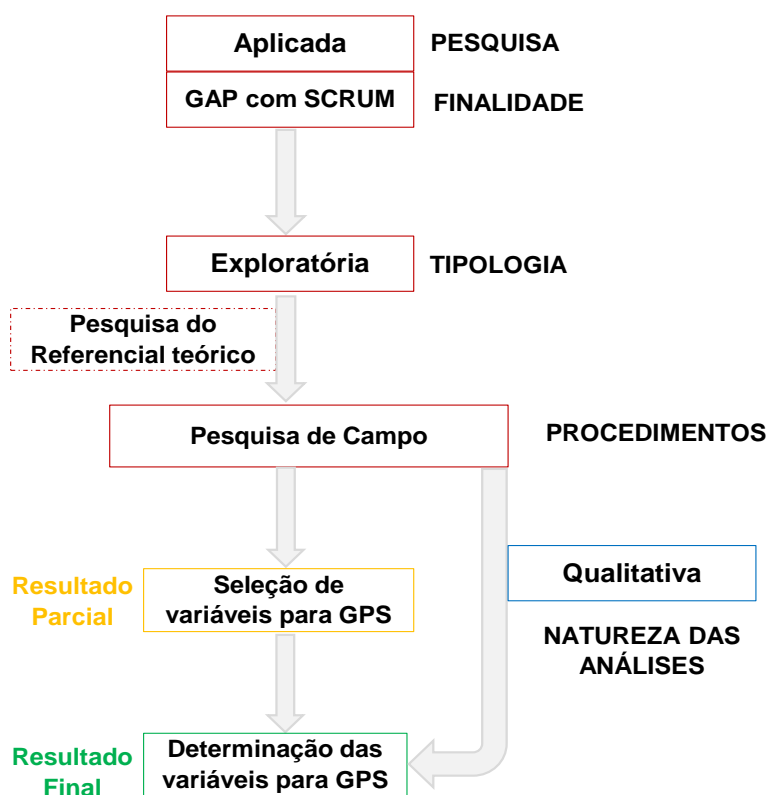 Aplicada
PESQUISA
GAP com SCRUM
FINALIDADE
Exploratória
TIPOLOGIA
Pesquisa do
Referencial teórico
Pesquisa de Campo
PROCEDIMENTOS
Resultado
Parcial
Seleção de
variáveis para GPS
Qualitativa
NATUREZA DAS
ANÁLISES
Resultado
Final
Determinação das
variáveis para GPS